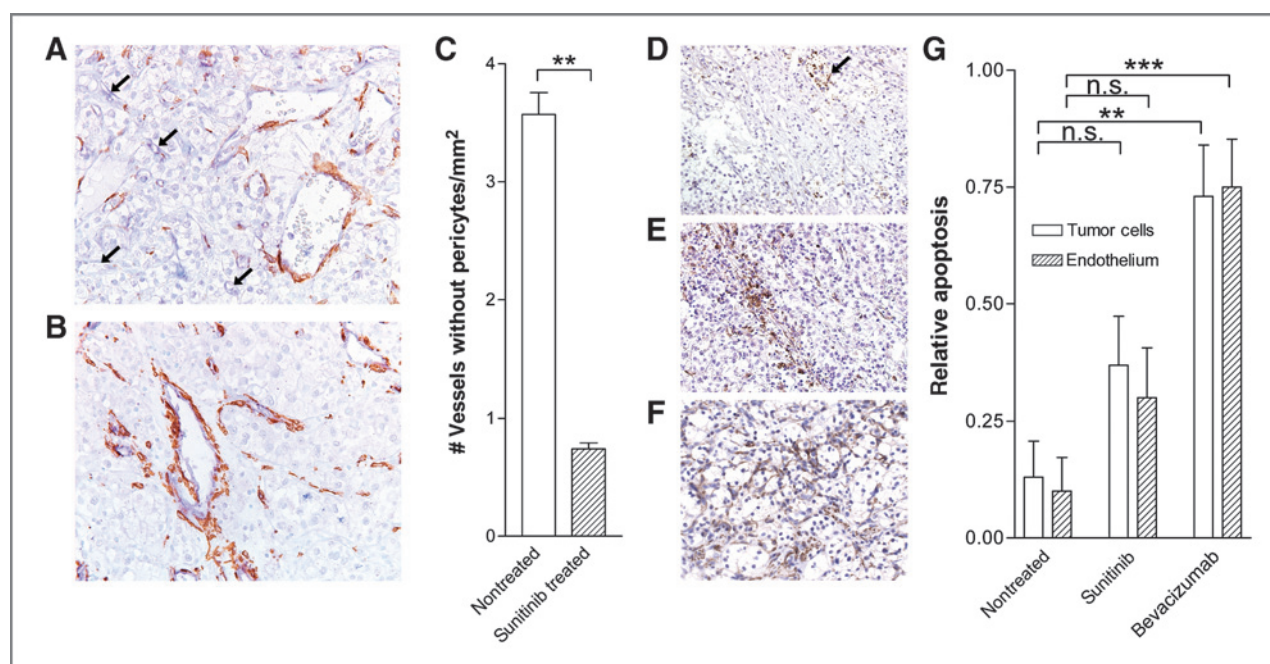 A
B
C
# Vessels without pericytes/mm²
4
3
2
1
0
**
Nontreated
Sunitinib treated
D
E
F
G
Relative apoptosis
1.00
0.75
0.50
0.25
0.00
***
n.s.
**
n.s.
Tumor cells
Endothelium
Nontreated
Sunitinib
Bevacizumab